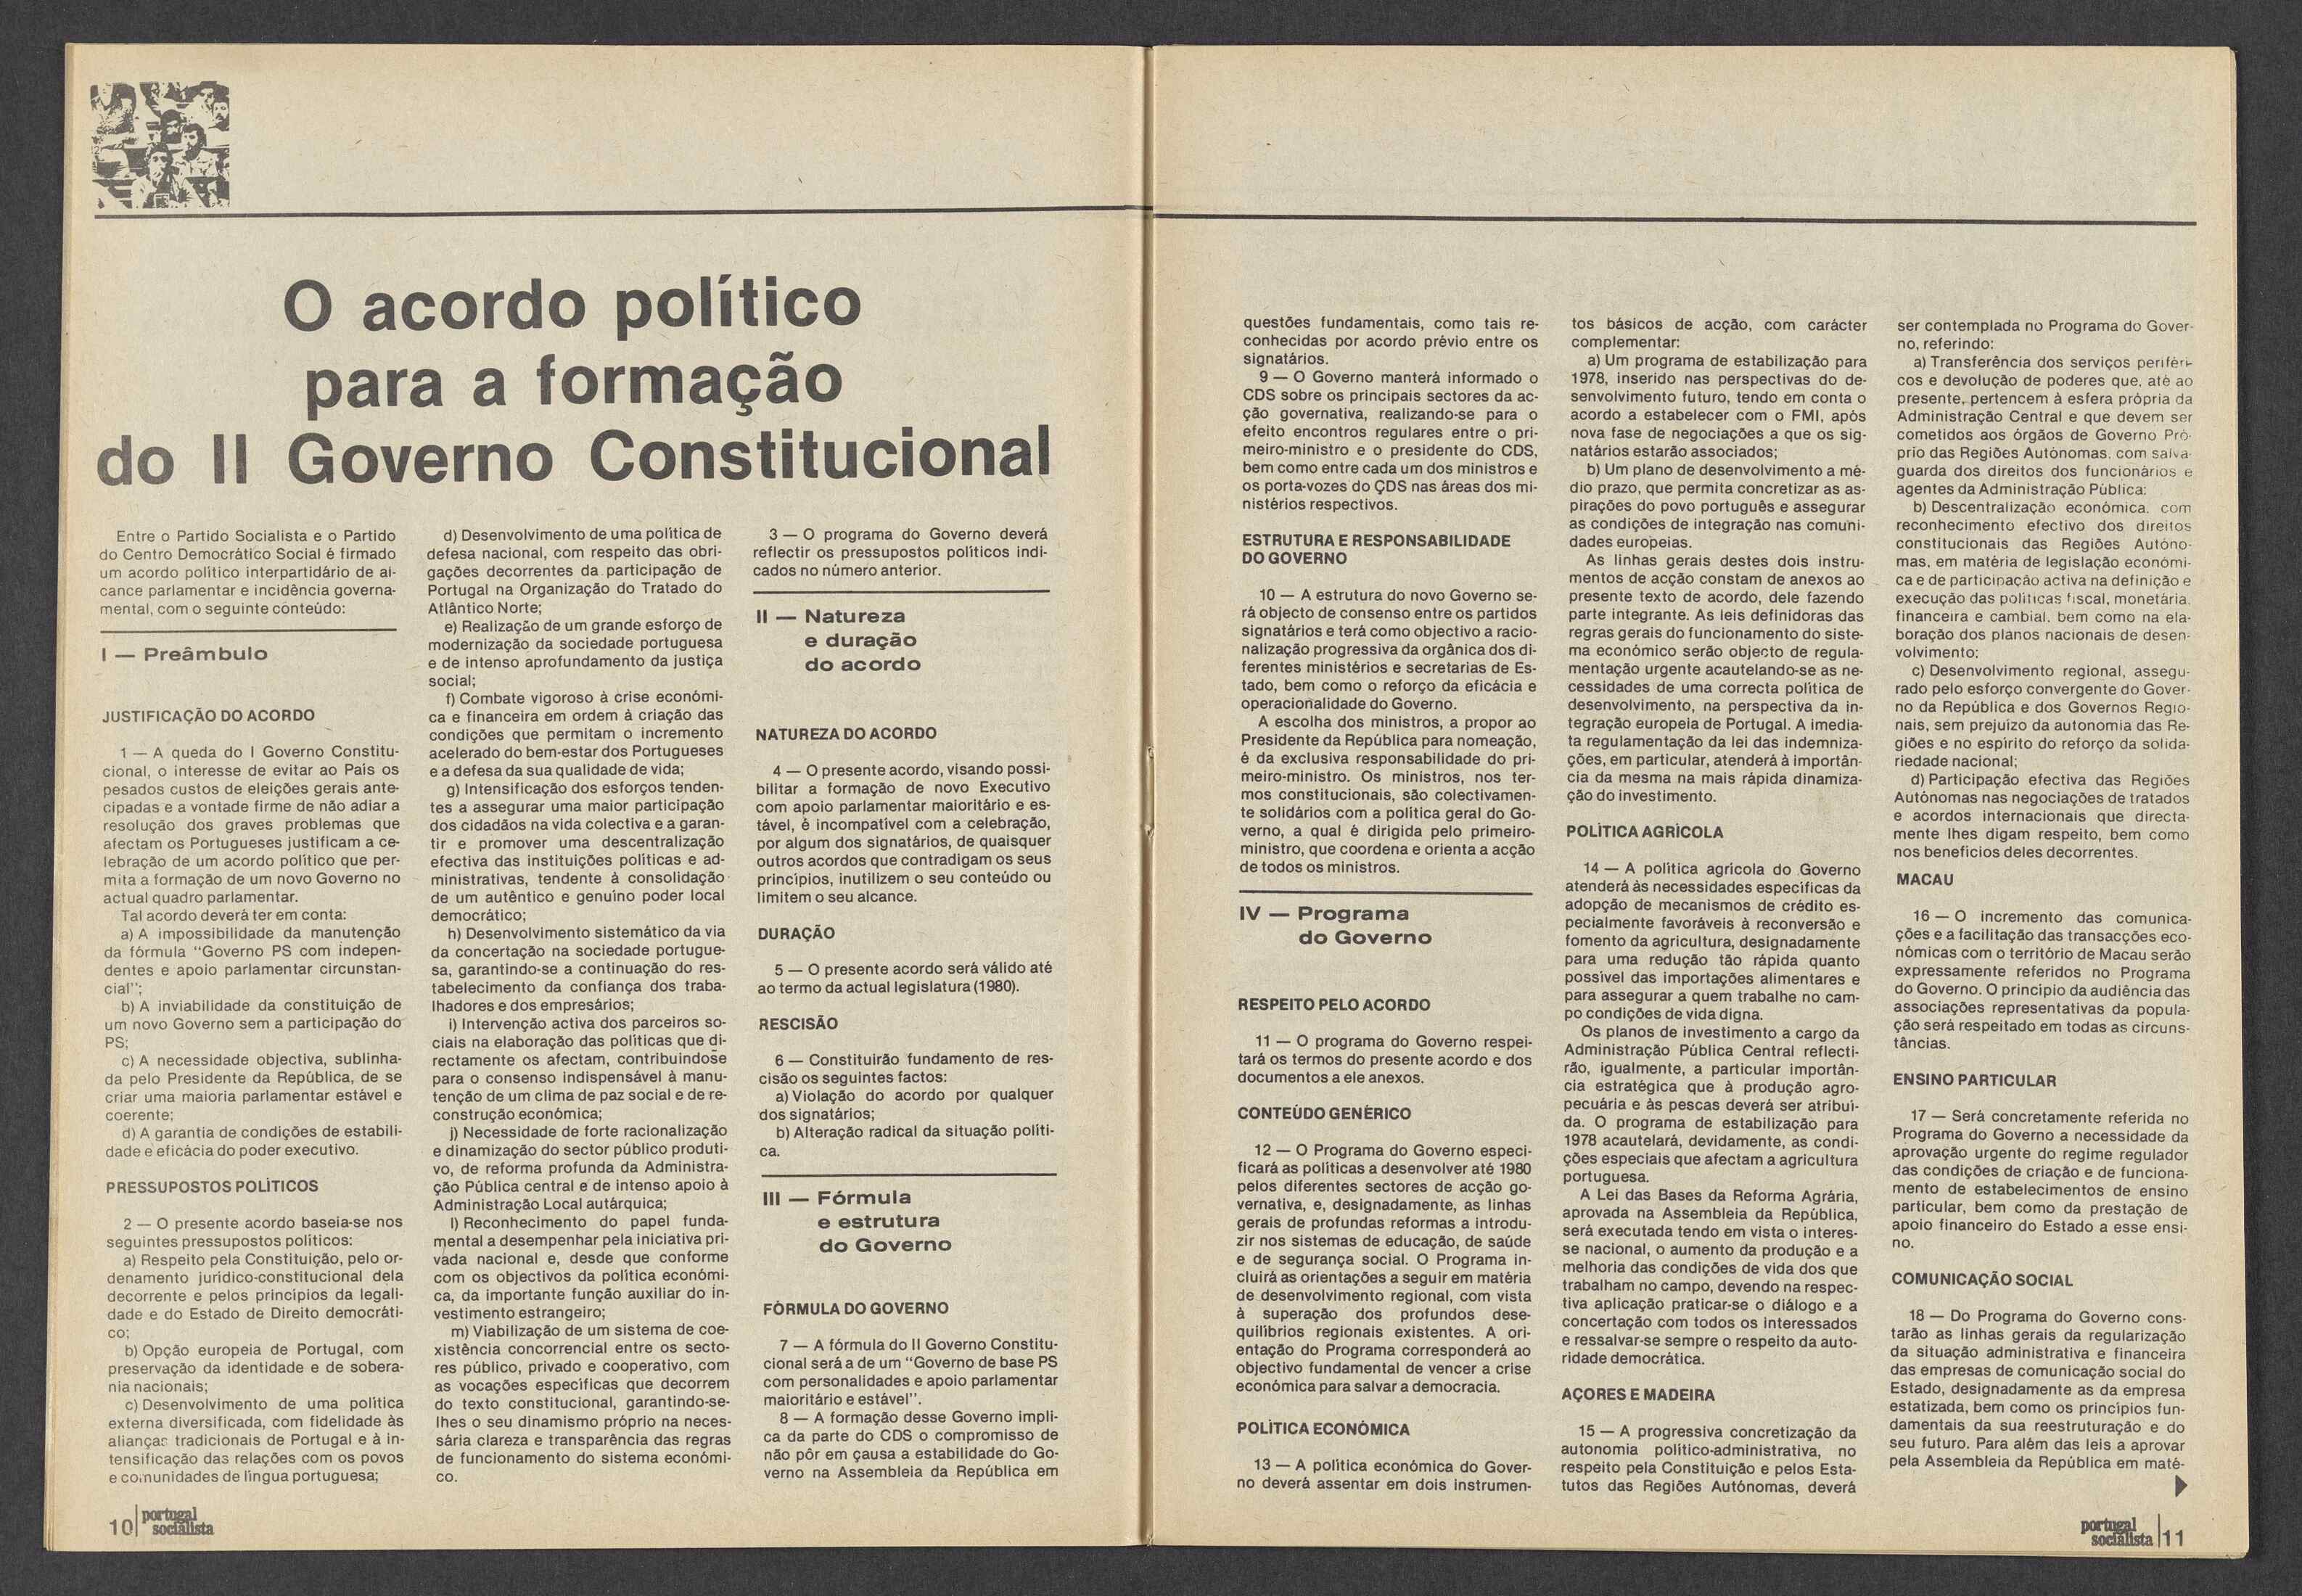 O acordo político
para a formação
do II Governo Constitucional
Entre o Partido Socialista e o Partido
do Centro Democrático Social é firmado
um acordo político interpartidário de al-
cance parlamentar e incidência governa-
mental, com o seguinte conteúdo:
I — Preâmbulo
JUSTIFICAÇÃO DO ACORDO
1 — A queda do I Governo Constitu-
cional, o interesse de evitar ao País os
pesados custos de eleições gerais ante-
cipadas e a vontade firme de não adiar a
resolução dos graves problemas que
afectam os Portugueses justificam a ce-
lebração de um acordo político que per-
mita a formação de um novo Governo no
actual quadro parlamentar.
Tal acordo deverá ter em conta:
a) A impossibilidade da manutenção
da fórmula "Governo PS com indepen-
dentes e apoio parlamentar circunstan-
cial";
b) A inviabilidade da constituição de
um novo Governo sem a participação do
PS;
c) A necessidade objectiva, sublinha-
da pelo Presidente da República, de se
criar uma maioria parlamentar estável e
coerente;
d) A garantia de condições de estabili-
dade e eficácia do poder executivo.
PRESSUPOSTOS POLÍTICOS
2 — O presente acordo baseia-se nos
seguintes pressupostos políticos:
a) Respeito pela Constituição, pelo or-
denamento jurídico-constitucional dela
decorrente e pelos princípios da legali-
dade e do Estado de Direito democráti-
co;
b) Opção europeia de Portugal, com
preservação da identidade e de sobera-
nia nacionais;
c) Desenvolvimento de uma política
externa diversificada, com fidelidade às
alianças tradicionais de Portugal e à in-
tensificação das relações com os povos
e comunidades de língua portuguesa;
d) Desenvolvimento de uma política de
defesa nacional, com respeito das obri-
gações decorrentes da participação de
Portugal na Organização do Tratado do
Atlântico Norte;
e) Realização de um grande esforço de
modernização da sociedade portuguesa
e de intenso aprofundamento da justiça
social;
f) Combate vigoroso à crise económi-
ca e financeira em ordem à criação das
condições que permitam o incremento
acelerado do bem-estar dos Portugueses
e a defesa da sua qualidade de vida;
g) Intensificação dos esforços tenden-
tes a assegurar uma maior participação
dos cidadãos na vida colectiva e a garan-
tir e promover uma descentralização
efectiva das instituições políticas e ad-
ministrativas, tendente à consolidação
de um autêntico e genuíno poder local
democrático;
h) Desenvolvimento sistemático da via
da concertação na sociedade portugue-
sa, garantindo-se a continuação do res-
tabelecimento da confiança dos traba-
lhadores e dos empresários;
i) Intervenção activa dos parceiros so-
ciais na elaboração das políticas que di-
rectamente os afectam, contribuindose
para o consenso indispensável à manu-
tenção de um clima de paz social e de re-
construção económica;
j) Necessidade de forte racionalização
e dinamização do sector público produti-
vo, de reforma profunda da Administra-
ção Pública central e de intenso apoio à
Administração Local autárquica;
l) Reconhecimento do papel funda-
mental a desempenhar pela iniciativa pri-
vada nacional e, desde que conforme
com os objectivos da política económi-
ca, da importante função auxiliar do in-
vestimento estrangeiro;
m) Viabilização de um sistema de coe-
xistência concorrencial entre os secto-
res público, privado e cooperativo, com
as vocações específicas que decorrem
do texto constitucional, garantindo-se-
lhes o seu dinamismo próprio na neces-
sária clareza e transparência das regras
de funcionamento do sistema económi-
co.
3 — O programa do Governo deverá
reflectir os pressupostos políticos indi-
cados no número anterior.
II — Natureza
e duração
do acordo
NATUREZA DO ACORDO
4 — O presente acordo, visando possi-
bilitar a formação de novo Executivo
com apoio parlamentar maioritário e es-
tável, é incompatível com a celebração,
por algum dos signatários, de quaisquer
outros acordos que contradigam os seus
princípios, inutilizem o seu conteúdo ou
limitem o seu alcance.
DURAÇÃO
5 — O presente acordo será válido até
ao termo da actual legislatura (1980).
RESCISÃO
6 — Constituirão fundamento de res-
cisão os seguintes factos:
a) Violação do acordo por qualquer
dos signatários;
b) Alteração radical da situação políti-
ca.
III — Fórmula
e estrutura
do Governo
FÓRMULA DO GOVERNO
7 — A fórmula do II Governo Constitu-
cional será a de um "Governo de base PS
com personalidades e apoio parlamentar
maioritário e estável".
8 — A formação desse Governo impli-
ca da parte do CDS o compromisso de
não pôr em causa a estabilidade do Go-
verno na Assembleia da República em
10 portugal
socialista
questões fundamentais, como tais re-
conhecidas por acordo prévio entre os
signatários.
9 — O Governo manterá informado o
CDS sobre os principais sectores da ac-
ção governativa, realizando-se para o
efeito encontros regulares entre o pri-
meiro-ministro e o presidente do CDS,
bem como entre cada um dos ministros e
os porta-vozes do ÇDS nas áreas dos mi-
nistérios respectivos.
ESTRUTURA E RESPONSABILIDADE
DO GOVERNO
10 — A estrutura do novo Governo se-
rá objecto de consenso entre os partidos
signatários e terá como objectivo a racio-
nalização progressiva da orgânica dos di-
ferentes ministérios e secretarias de Es-
tado, bem como o reforço da eficácia e
operacionalidade do Governo.
A escolha dos ministros, a propor ao
Presidente da República para nomeação,
é da exclusiva responsabilidade do pri-
meiro-ministro. Os ministros, nos ter-
mos constitucionais, são colectivamen-
te solidários com a política geral do Go-
verno, a qual é dirigida pelo primeiro-
ministro, que coordena e orienta a acção
de todos os ministros.
IV — Programa
do Governo
RESPEITO PELO ACORDO
11 — O programa do Governo respei-
tará os termos do presente acordo e dos
documentos a ele anexos.
CONTEÚDO GENÉRICO
12 — O Programa do Governo especi-
ficará as políticas a desenvolver até 1980
pelos diferentes sectores de acção go-
vernativa, e, designadamente, as linhas
gerais de profundas reformas a introdu-
zir nos sistemas de educação, de saúde
e de segurança social. O Programa in-
cluirá as orientações a seguir em matéria
de desenvolvimento regional, com vista
à superação dos profundos dese-
quilíbrios regionais existentes. A ori-
entação do Programa corresponderá ao
objectivo fundamental de vencer a crise
económica para salvar a democracia.
POLÍTICA ECONÓMICA
13 — A política económica do Gover-
no deverá assentar em dois instrumen-
tos básicos de acção, com carácter
complementar:
a) Um programa de estabilização para
1978, inserido nas perspectivas do de-
senvolvimento futuro, tendo em conta o
acordo a estabelecer com o FMI, após
nova fase de negociações a que os sig-
natários estarão associados;
b) Um plano de desenvolvimento a mé-
dio prazo, que permita concretizar as as-
pirações do povo português e assegurar
as condições de integração nas comuni-
dades europeias.
As linhas gerais destes dois instru-
mentos de acção constam de anexos ao
presente texto de acordo, dele fazendo
parte integrante. As leis definidoras das
regras gerais do funcionamento do siste-
ma económico serão objecto de regula-
mentação urgente acautelando-se as ne-
cessidades de uma correcta política de
desenvolvimento, na perspectiva da in-
tegração europeia de Portugal. A imedia-
ta regulamentação da lei das indemniza-
ções, em particular, atenderá à importân-
cia da mesma na mais rápida dinamiza-
ção do investimento.
POLÍTICA AGRÍCOLA
14 — A política agrícola do Governo
atenderá às necessidades específicas da
adopção de mecanismos de crédito es-
pecialmente favoráveis à reconversão e
fomento da agricultura, designadamente
para uma redução tão rápida quanto
possível das importações alimentares e
para assegurar a quem trabalhe no cam-
po condições de vida digna.
Os planos de investimento a cargo da
Administração Pública Central reflecti-
rão, igualmente, a particular importân-
cia estratégica que à produção agro-
pecuária e às pescas deverá ser atribuí-
da. O programa de estabilização para
1978 acautelará, devidamente, as condi-
ções especiais que afectam a agricultura
portuguesa.
A Lei das Bases da Reforma Agrária,
aprovada na Assembleia da República,
será executada tendo em vista o interes-
se nacional, o aumento da produção e a
melhoria das condições de vida dos que
trabalham no campo, devendo na respec-
tiva aplicação praticar-se o diálogo e a
concertação com todos os interessados
e ressalvar-se sempre o respeito da auto-
ridade democrática.
AÇORES E MADEIRA
15 — A progressiva concretização da
autonomia político-administrativa, no
respeito pela Constituição e pelos Esta-
tutos das Regiões Autónomas, deverá
ser contemplada no Programa do Gover-
no, referindo:
a) Transferência dos serviços periféri-
cos e devolução de poderes que, até ao
presente, pertencem à esfera própria da
Administração Central e que devem ser
cometidos aos órgãos de Governo Pró-
prio das Regiões Autónomas, com salva-
guarda dos direitos dos funcionários e
agentes da Administração Pública;
b) Descentralização económica, com
reconhecimento efectivo dos direitos
constitucionais das Regiões Autóno-
mas, em matéria de legislação económi-
ca e de participação activa na definição e
execução das políticas fiscal, monetária,
financeira e cambial, bem como na ela-
boração dos planos nacionais de desen-
volvimento;
c) Desenvolvimento regional, assegu-
rado pelo esforço convergente do Gover-
no da República e dos Governos Regio-
nais, sem prejuízo da autonomia das Re-
giões e no espírito do reforço da solida-
riedade nacional;
d) Participação efectiva das Regiões
Autónomas nas negociações de tratados
e acordos internacionais que directa-
mente lhes digam respeito, bem como
nos benefícios deles decorrentes.
MACAU
16 — O incremento das comunica-
ções e a facilitação das transacções eco-
nómicas com o território de Macau serão
expressamente referidos no Programa
do Governo. O princípio da audiência das
associações representativas da popula-
ção será respeitado em todas as circuns-
tâncias.
ENSINO PARTICULAR
17 — Será concretamente referida no
Programa do Governo a necessidade da
aprovação urgente do regime regulador
das condições de criação e de funciona-
mento de estabelecimentos de ensino
particular, bem como da prestação de
apoio financeiro do Estado a esse ensi-
no.
COMUNICAÇÃO SOCIAL
18 — Do Programa do Governo cons-
tarão as linhas gerais da regularização
da situação administrativa e financeira
das empresas de comunicação social do
Estado, designadamente as da empresa
estatizada, bem como os princípios fun-
damentais da sua reestruturação e do
seu futuro. Para além das leis a aprovar
pela Assembleia da República em maté-
portugal
socialista 11